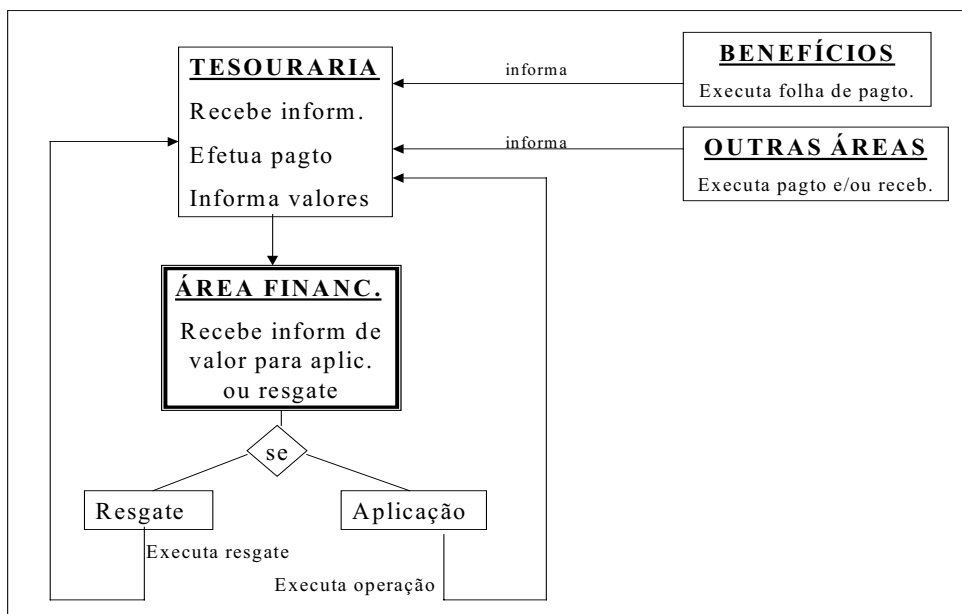 TESOURARIA
Recebe inform.
Efetua pagto
Informa valores
informa
BENEFÍCIOS
Executa folha de pagto.
informa
OUTRAS ÁREAS
Executa pagto e/ou receb.
ÁREA FINANC.
Recebe inform de
valor para aplic.
ou resgate
se
Resgate
Aplicação
Executa resgate
Executa operação